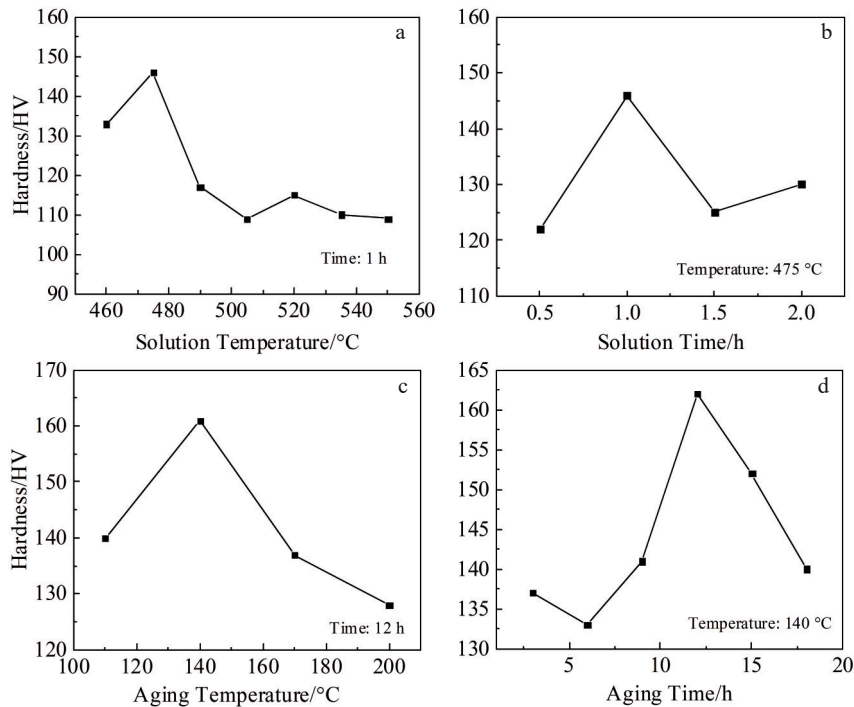 a
160
150
140
130
120
110
100
90
Hardness/HV
Time: 1 h
460 480 500 520 540 560
Solution Temperature/°C
b
160
150
140
130
120
110
Temperature: 475 °C
0.5 1.0 1.5 2.0
Solution Time/h
c
170
160
150
140
130
120
Hardness/HV
Time: 12 h
100 120 140 160 180 200
Aging Temperature/°C
d
165
160
155
150
145
140
135
130
Temperature: 140 °C
5 10 15 20
Aging Time/h